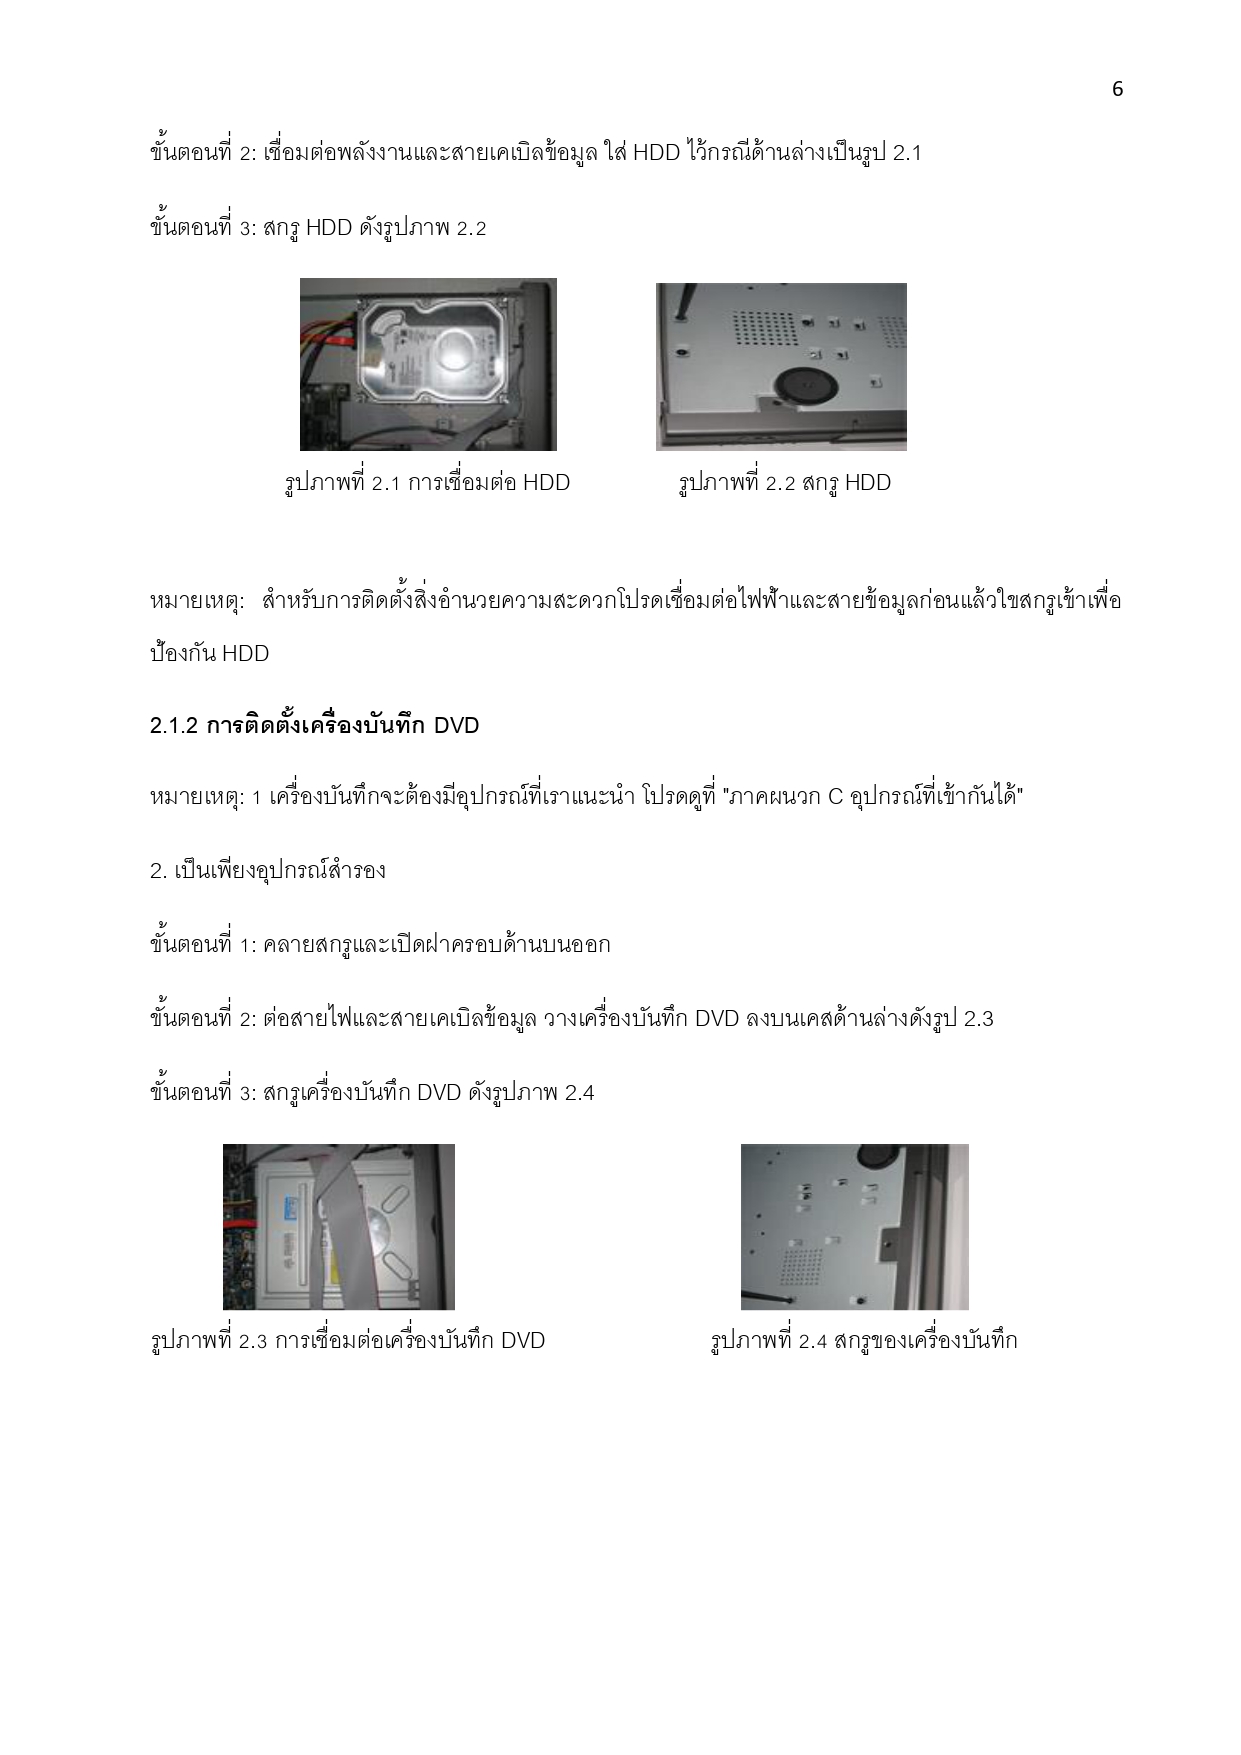 6
ขั้นตอนที่ 2: เชื่อมต่อพลังงานและสายเคเบิลข้อมูล ใส่ HDD ไว้กรณีด้านล่างเป็นรูป 2.1
ขั้นตอนที่ 3: สกรู HDD ดังรูปภาพ 2.2
รูปภาพที่ 2.1 การเชื่อมต่อ HDD รูปภาพที่ 2.2 สกรู HDD
หมายเหตุ: สำหรับการติดตั้งสิ่งอำนวยความสะดวกโปรดเชื่อมต่อไฟฟ้าและสายข้อมูลก่อนแล้วใขสกรูเข้าเพื่อ
ป้องกัน HDD
2.1.2 การติดตั้งเครื่องบันทึก DVD
หมายเหตุ: 1 เครื่องบันทึกจะต้องมีอุปกรณ์ที่เราแนะนำ โปรดดูที่ "ภาคผนวก C อุปกรณ์ที่เข้ากันได้"
2. เป็นเพียงอุปกรณ์สำรอง
ขั้นตอนที่ 1: คลายสกรูและเปิดฝาครอบด้านบนออก
ขั้นตอนที่ 2: ต่อสายไฟและสายเคเบิลข้อมูล วางเครื่องบันทึก DVD ลงบนเคสด้านล่างดังรูป 2.3
ขั้นตอนที่ 3: สกรูเครื่องบันทึก DVD ดังรูปภาพ 2.4
รูปภาพที่ 2.3 การเชื่อมต่อเครื่องบันทึก DVD รูปภาพที่ 2.4 สกรูของเครื่องบันทึก